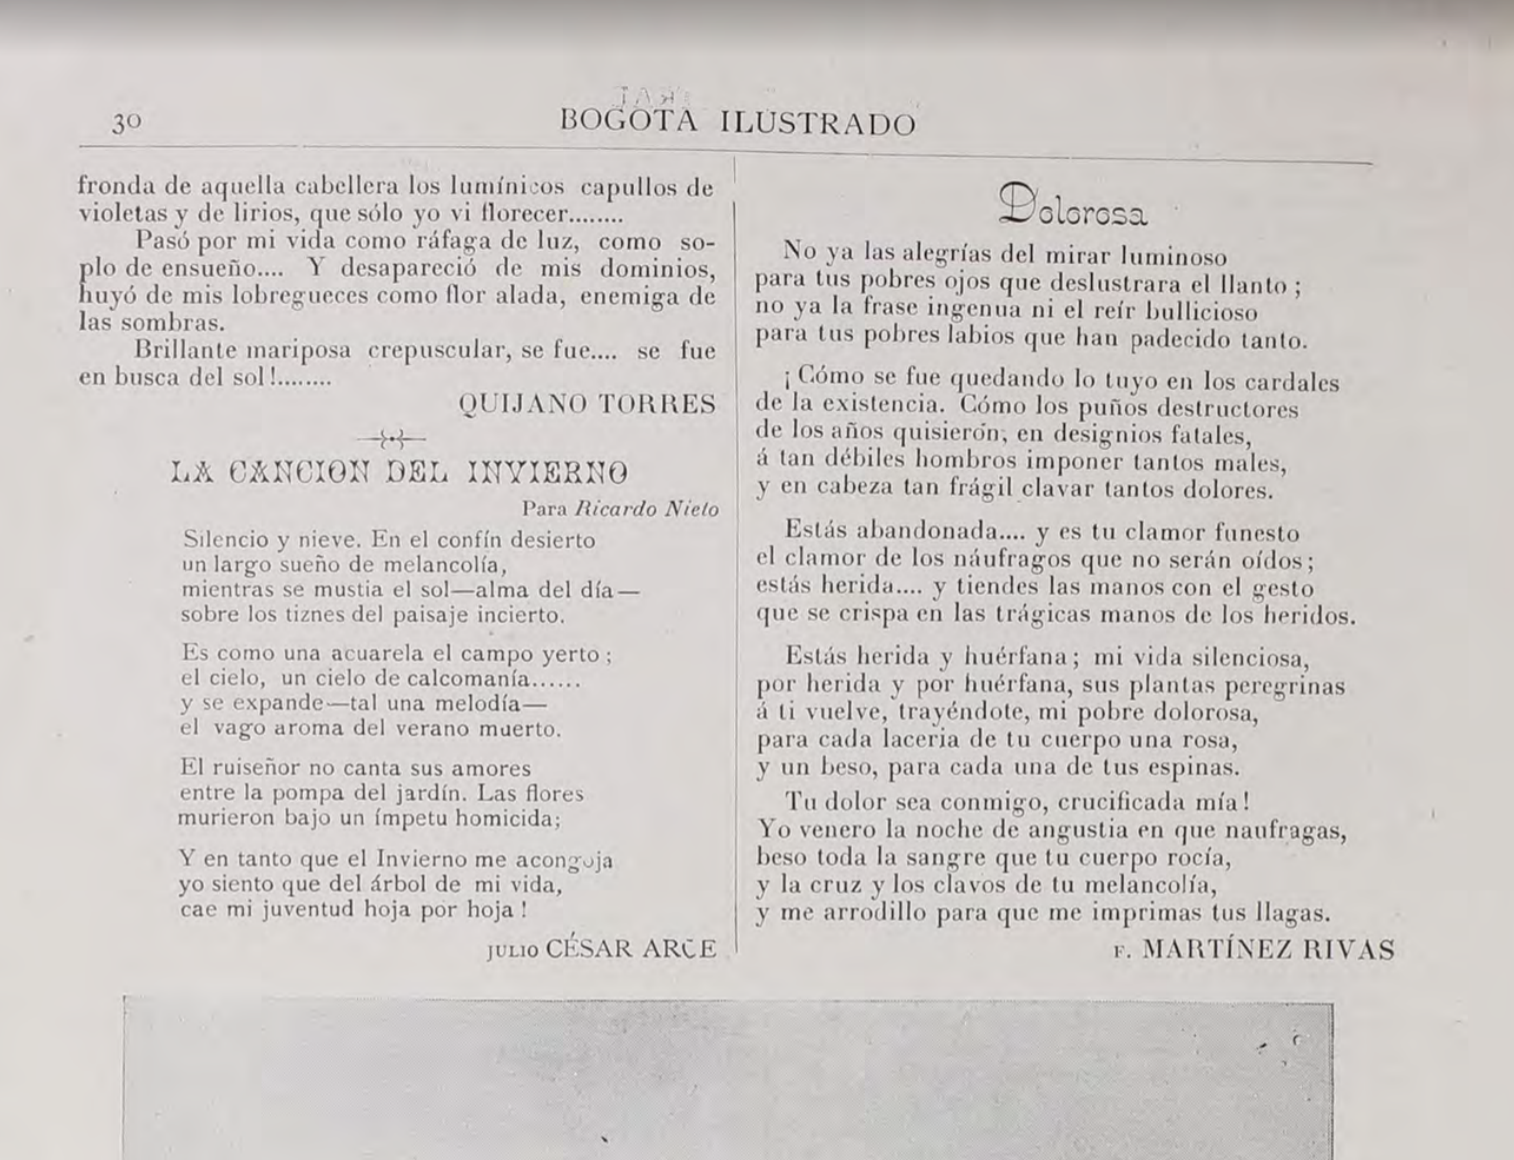 30
BOGOTA ILUSTRADO
fronda de aquella cabellera los lumínicos capullos de
violetas y de lirios, que sólo yo vi florecer........
Pasó por mi vida como ráfaga de luz, como so-
plo de ensueño.... Y desapareció de mis dominios,
huyó de mis lobregueces como flor alada, enemiga de
las sombras.
Brillante mariposa crepuscular, se fue.... se fue
en busca del sol!........
QUIJANO TORRES
LA CANCION DEL INVIERNO
Para Ricardo Nieto
Silencio y nieve. En el confín desierto
un largo sueño de melancolía,
mientras se mustia el sol—alma del día—
sobre los tiznes del paisaje incierto.
Es como una acuarela el campo yerto;
el cielo, un cielo de calcomanía......
y se expande—tal una melodía—
el vago aroma del verano muerto.
El ruiseñor no canta sus amores
entre la pompa del jardín. Las flores
murieron bajo un ímpetu homicida;
Y en tanto que el Invierno me acongoja
yo siento que del árbol de mi vida,
cae mi juventud hoja por hoja!
JULIO CÉSAR ARCE
Dolorosa
No ya las alegrías del mirar luminoso
para tus pobres ojos que deslustrara el llanto;
no ya la frase ingenua ni el reír bullicioso
para tus pobres labios que han padecido tanto.
¡Cómo se fue quedando lo tuyo en los cardales
de la existencia. Cómo los puños destructores
de los años quisierón, en designios fatales,
á tan débiles hombros imponer tantos males,
y en cabeza tan frágil clavar tantos dolores.
Estás abandonada.... y es tu clamor funesto
el clamor de los náufragos que no serán oídos;
estás herida.... y tiendes las manos con el gesto
que se crispa en las trágicas manos de los heridos.
Estás herida y huérfana; mi vida silenciosa,
por herida y por huérfana, sus plantas peregrinas
á ti vuelve, trayéndote, mi pobre dolorosa,
para cada laceria de tu cuerpo una rosa,
y un beso, para cada una de tus espinas.
Tu dolor sea conmigo, crucificada mía!
Yo venero la noche de angustia en que naufragas,
beso toda la sangre que tu cuerpo rocía,
y la cruz y los clavos de tu melancolía,
y me arrodillo para que me imprimas tus llagas.
F. MARTÍNEZ RIVAS